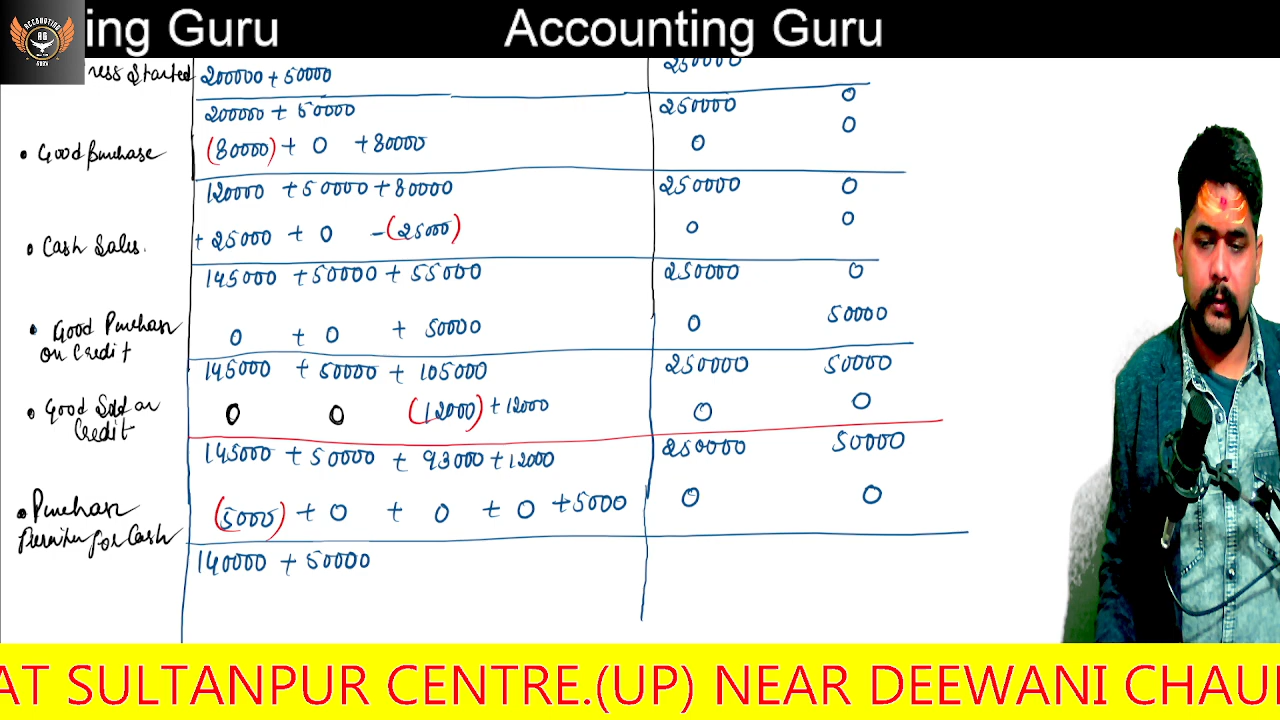 ing Guru Accounting Guru
ACCOUNTING
AG
GURU
ress Started 200000 + 50000 250000
200000 + 50000 250000 0
• Good purchase (80000) + 0 + 80000 0 0
120000 + 50000 + 80000 250000 0
• Cash Sales. + 25000 + 0 - (25000) 0 0
145000 + 50000 + 55000 250000 0
• Good Purchase on Credit 0 + 0 + 50000 0 50000
145000 + 50000 + 105000 250000 50000
• Good Sold on Credit 0 0 (12000) + 12000 0 0
145000 + 50000 + 93000 + 12000 250000 50000
• Purchase for Cash (5000) + 0 + 0 + 0 + 5000 0 0
140000 + 50000
AT SULTANPUR CENTRE.(UP) NEAR DEEWANI CHAU